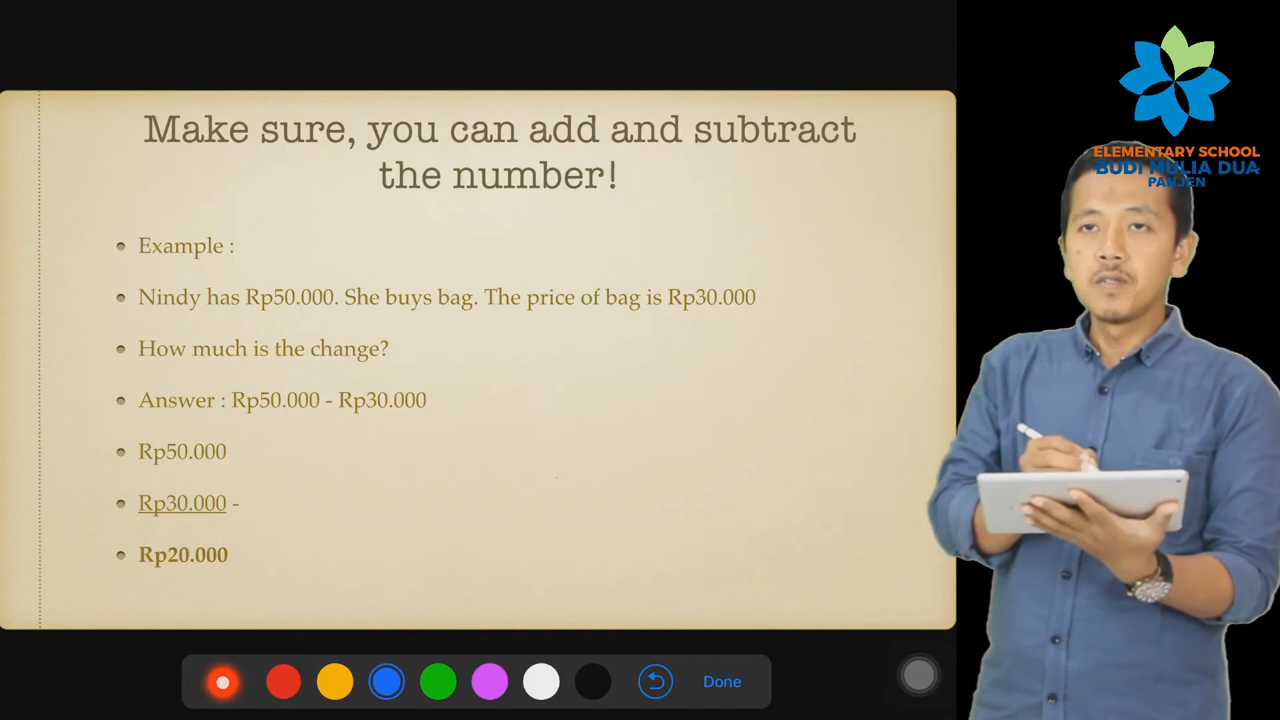 Make sure, you can add and subtract
the number!
Example :
Nindy has Rp50.000. She buys bag. The price of bag is Rp30.000
How much is the change?
Answer : Rp50.000 - Rp30.000
Rp50.000
Rp30.000 -
Rp20.000
Done
ELEMENTARY SCHOOL
BUDI MULIA DUA
PANJEN